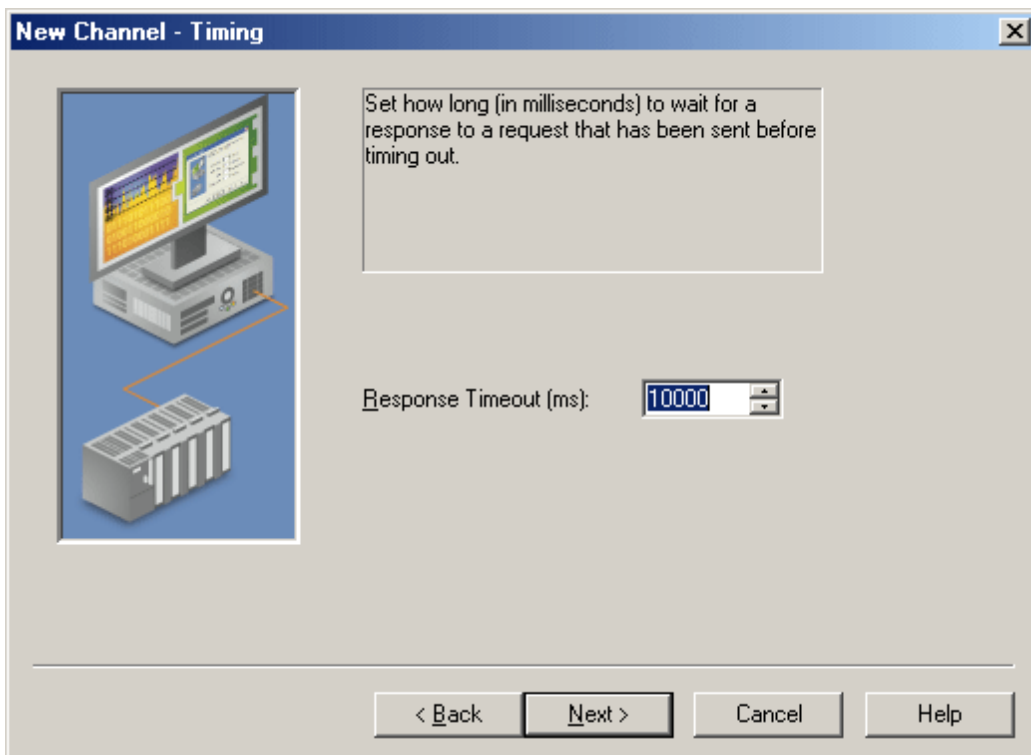 New Channel - Timing
Set how long (in milliseconds) to wait for a
response to a request that has been sent before
timing out.
Response Timeout (ms):
10000
< Back
Next >
Cancel
Help